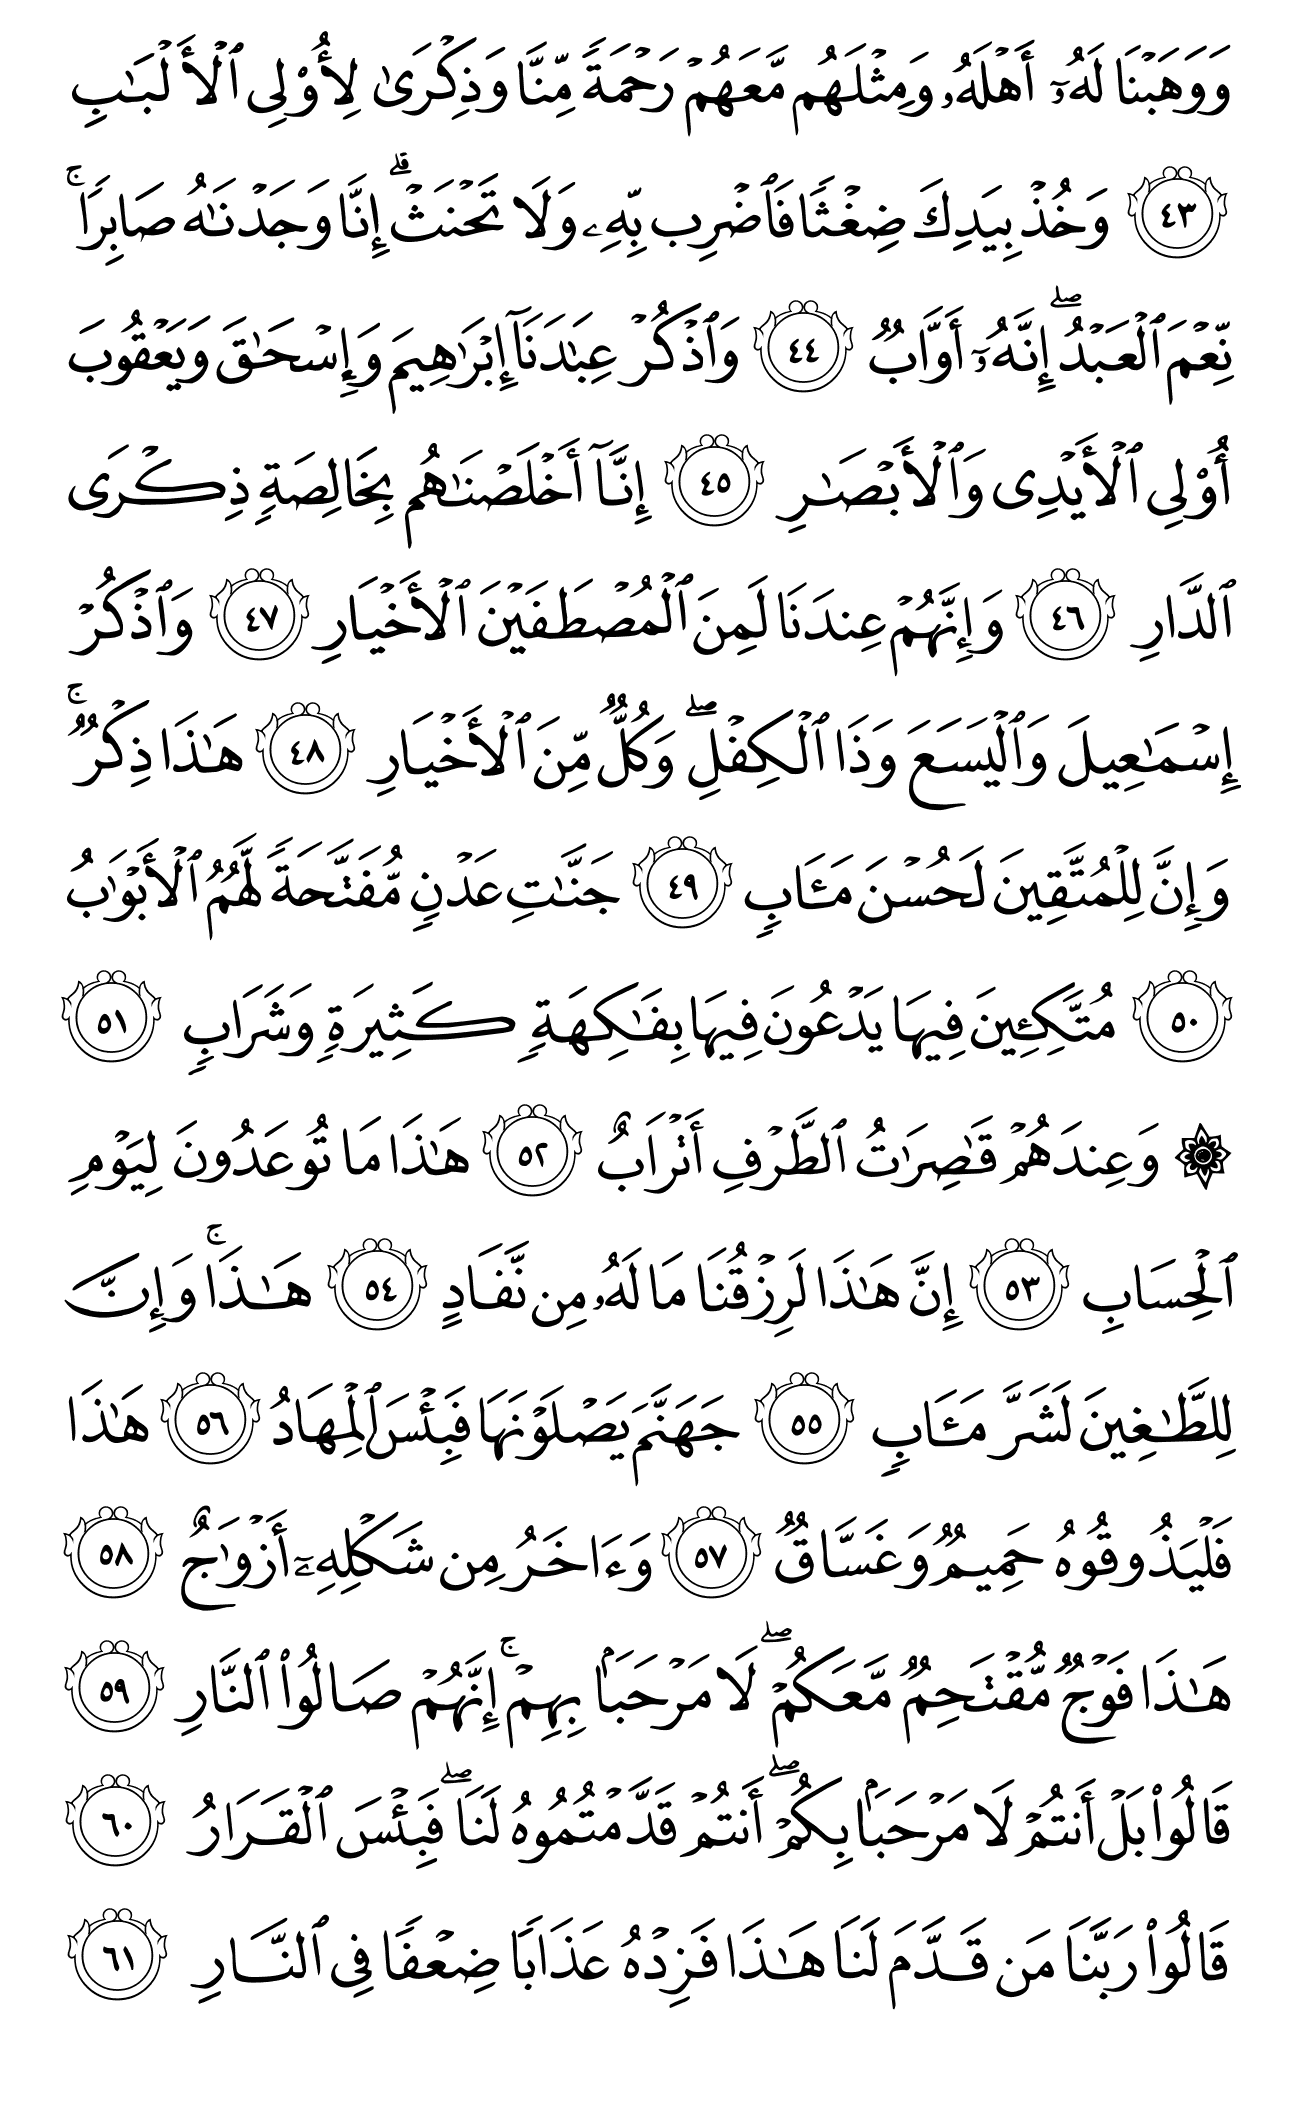 وَوَهَبْنَا لَهُۥٓ أَهْلَهُۥ وَمِثْلَهُم مَّعَهُمْ رَحْمَةً مِّنَّا وَذِكْرَىٰ لِأُو۟لِى ٱلْأَلْبَٰبِ
٤٣ وَخُذْ بِيَدِكَ ضِغْثًا فَٱضْرِب بِّهِۦ وَلَا تَحْنَثْ ۗ إِنَّا وَجَدْنَٰهُ صَابِرًا ۚ
نِّعْمَ ٱلْعَبْدُ ۖ إِنَّهُۥٓ أَوَّابٌ ٤٤ وَٱذْكُرْ عِبَٰدَنَآ إِبْرَٰهِيمَ وَإِسْحَٰقَ وَيَعْقُوبَ
أُو۟لِى ٱلْأَيْدِى وَٱلْأَبْصَٰرِ ٤٥ إِنَّآ أَخْلَصْنَٰهُم بِخَالِصَةٍ ذِكْرَى
ٱلدَّارِ ٤٦ وَإِنَّهُمْ عِندَنَا لَمِنَ ٱلْمُصْطَفَيْنَ ٱلْأَخْيَارِ ٤٧ وَٱذْكُرْ
إِسْمَٰعِيلَ وَٱلْيَسَعَ وَذَا ٱلْكِفْلِ ۖ وَكُلٌّ مِّنَ ٱلْأَخْيَارِ ٤٨ هَٰذَا ذِكْرٌ ۚ
وَإِنَّ لِلْمُتَّقِينَ لَحُسْنَ مَـَٔابٍ ٤٩ جَنَّٰتِ عَدْنٍ مُّفَتَّحَةً لَّهُمُ ٱلْأَبْوَٰبُ
٥٠ مُتَّكِـِٔينَ فِيهَا يَدْعُونَ فِيهَا بِفَٰكِهَةٍ كَثِيرَةٍ وَشَرَابٍ ٥١
۞ وَعِندَهُمْ قَٰصِرَٰتُ ٱلطَّرْفِ أَتْرَابٌ ٥٢ هَٰذَا مَا تُوعَدُونَ لِيَوْمِ
ٱلْحِسَابِ ٥٣ إِنَّ هَٰذَا لَرِزْقُنَا مَا لَهُۥ مِن نَّفَادٍ ٥٤ هَٰذَا ۚ وَإِنَّ
لِلطَّٰغِينَ لَشَرَّ مَـَٔابٍ ٥٥ جَهَنَّمَ يَصْلَوْنَهَا فَبِئْسَ ٱلْمِهَادُ ٥٦ هَٰذَا
فَلْيَذُوقُوهُ حَمِيمٌ وَغَسَّاقٌ ٥٧ وَءَاخَرُ مِن شَكْلِهِۦٓ أَزْوَٰجٌ ٥٨
هَٰذَا فَوْجٌ مُّقْتَحِمٌ مَّعَكُمْ ۖ لَا مَرْحَبًۢا بِهِمْ ۚ إِنَّهُمْ صَالُوا۟ ٱلنَّارِ ٥٩
قَالُوا۟ بَلْ أَنتُمْ لَا مَرْحَبًۢا بِكُمْ ۖ أَنتُمْ قَدَّمْتُمُوهُ لَنَا ۖ فَبِئْسَ ٱلْقَرَارُ ٦٠
قَالُوا۟ رَبَّنَا مَن قَدَّمَ لَنَا هَٰذَا فَزِدْهُ عَذَابًا ضِعْفًا فِى ٱلنَّارِ ٦١